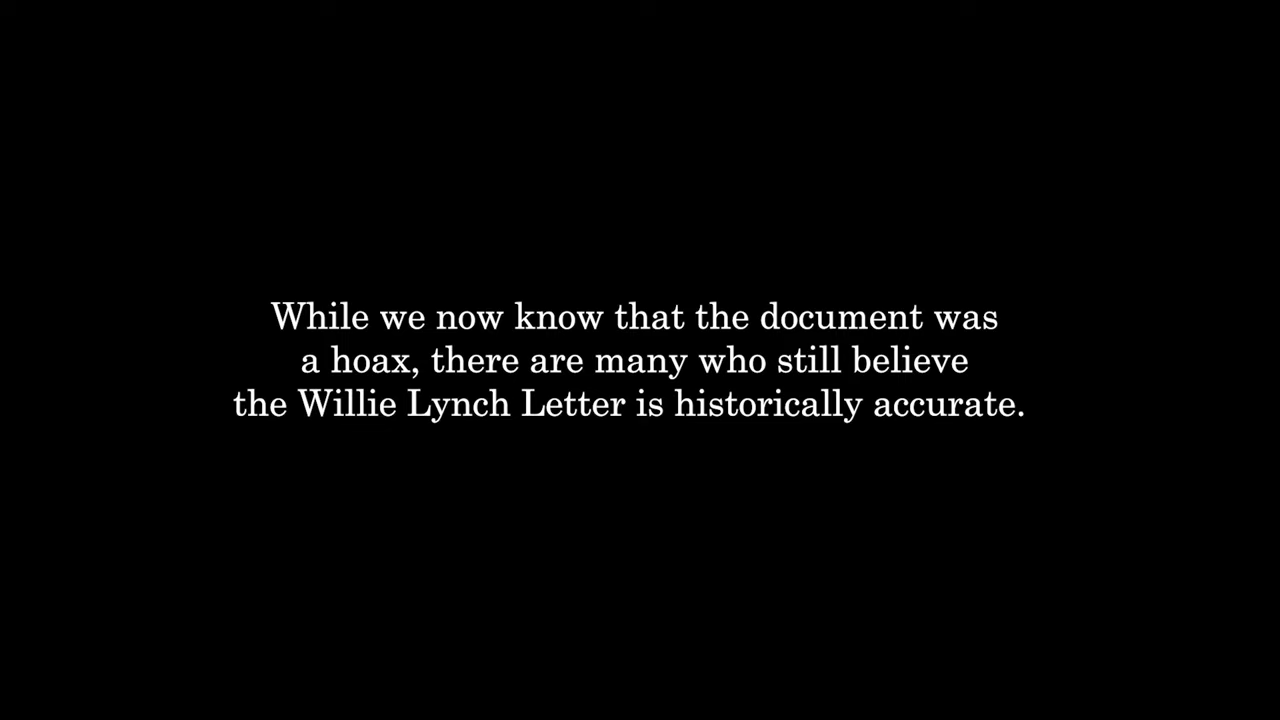 While we now know that the document was
a hoax, there are many who still believe
the Willie Lynch Letter is historically accurate.